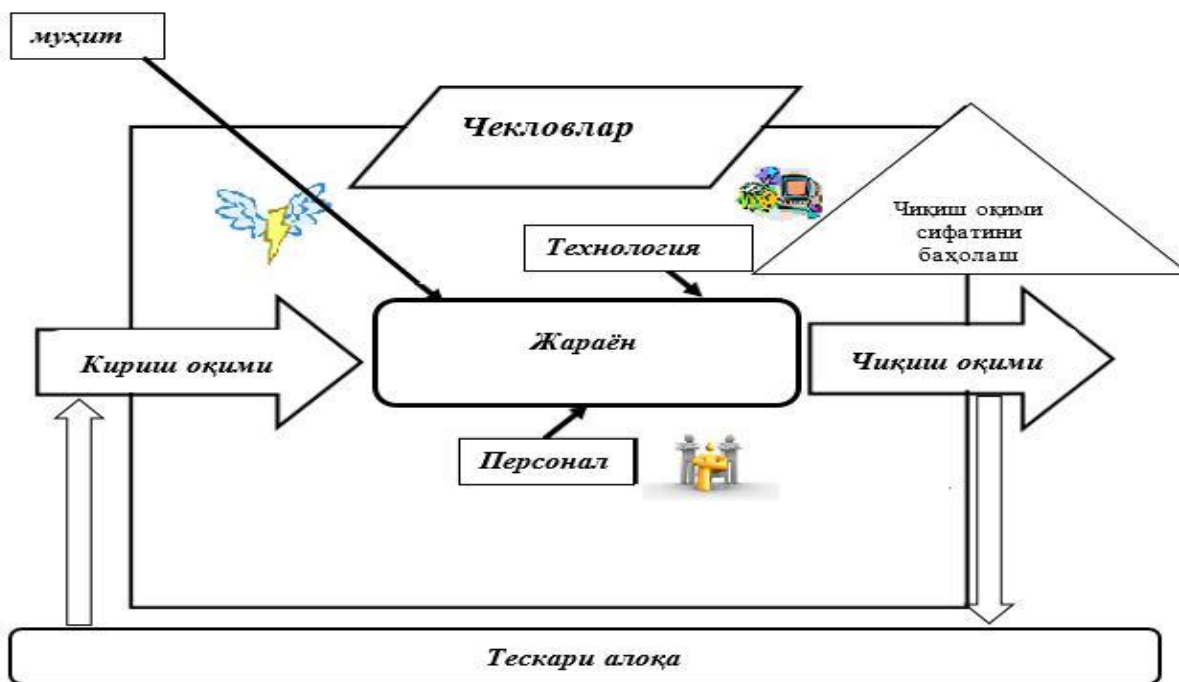 муҳит
Чекловлар
Чиқиш оқими
сифатини
баҳолаш
Технология
Жараён
Кириш оқими
Чиқиш оқими
Персонал
Тескари алоқа